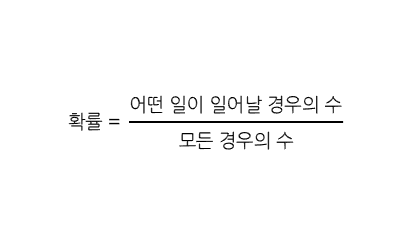 확률 =
어떤 일이 일어날 경우의 수
모든 경우의 수